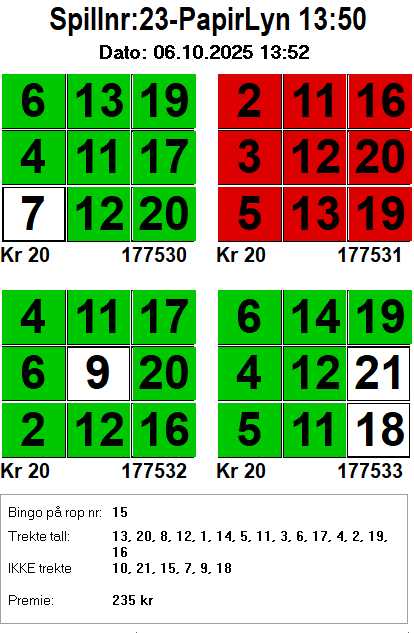 Spillnr:23-PapirLyn 13:50
Dato: 06.10.2025 13:52
6 13 19
4 11 17
7 12 20
Kr 20 177530
2 11 16
3 12 20
5 13 19
Kr 20 177531
4 11 17
6 9 20
2 12 16
Kr 20 177532
6 14 19
4 12 21
5 11 18
Kr 20 177533
Bingo på rop nr: 15
Trekte tall: 13, 20, 8, 12, 1, 14, 5, 11, 3, 6, 17, 4, 2, 19,
16
IKKE trekte 10, 21, 15, 7, 9, 18
Premie: 235 kr